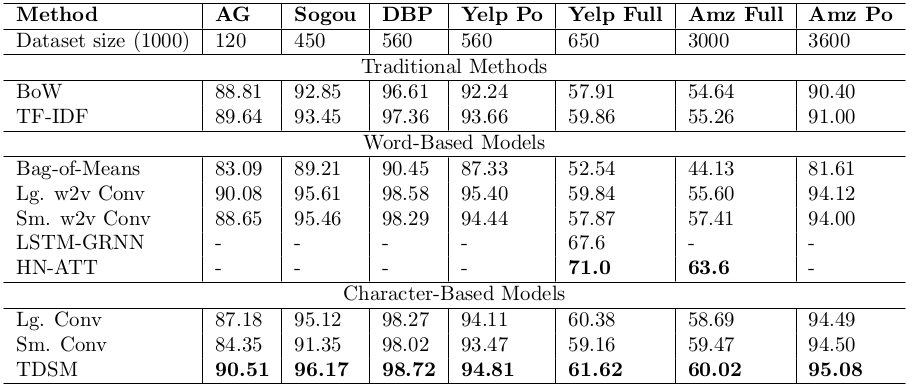 Method AG Sogou DBP Yelp Po Yelp Full Amz Full Amz Po
Dataset size (1000) 120 450 560 560 650 3000 3600
Traditional Methods
BoW 88.81 92.85 96.61 92.24 57.91 54.64 90.40
TF-IDF 89.64 93.45 97.36 93.66 59.86 55.26 91.00
Word-Based Models
Bag-of-Means 83.09 89.21 90.45 87.33 52.54 44.13 81.61
Lg. w2v Conv 90.08 95.61 98.58 95.40 59.84 55.60 94.12
Sm. w2v Conv 88.65 95.46 98.29 94.44 57.87 57.41 94.00
LSTM-GRNN - - - - 67.6 - -
HN-ATT - - - - 71.0 63.6 -
Character-Based Models
Lg. Conv 87.18 95.12 98.27 94.11 60.38 58.69 94.49
Sm. Conv 84.35 91.35 98.02 93.47 59.16 59.47 94.50
TDSM 90.51 96.17 98.72 94.81 61.62 60.02 95.08